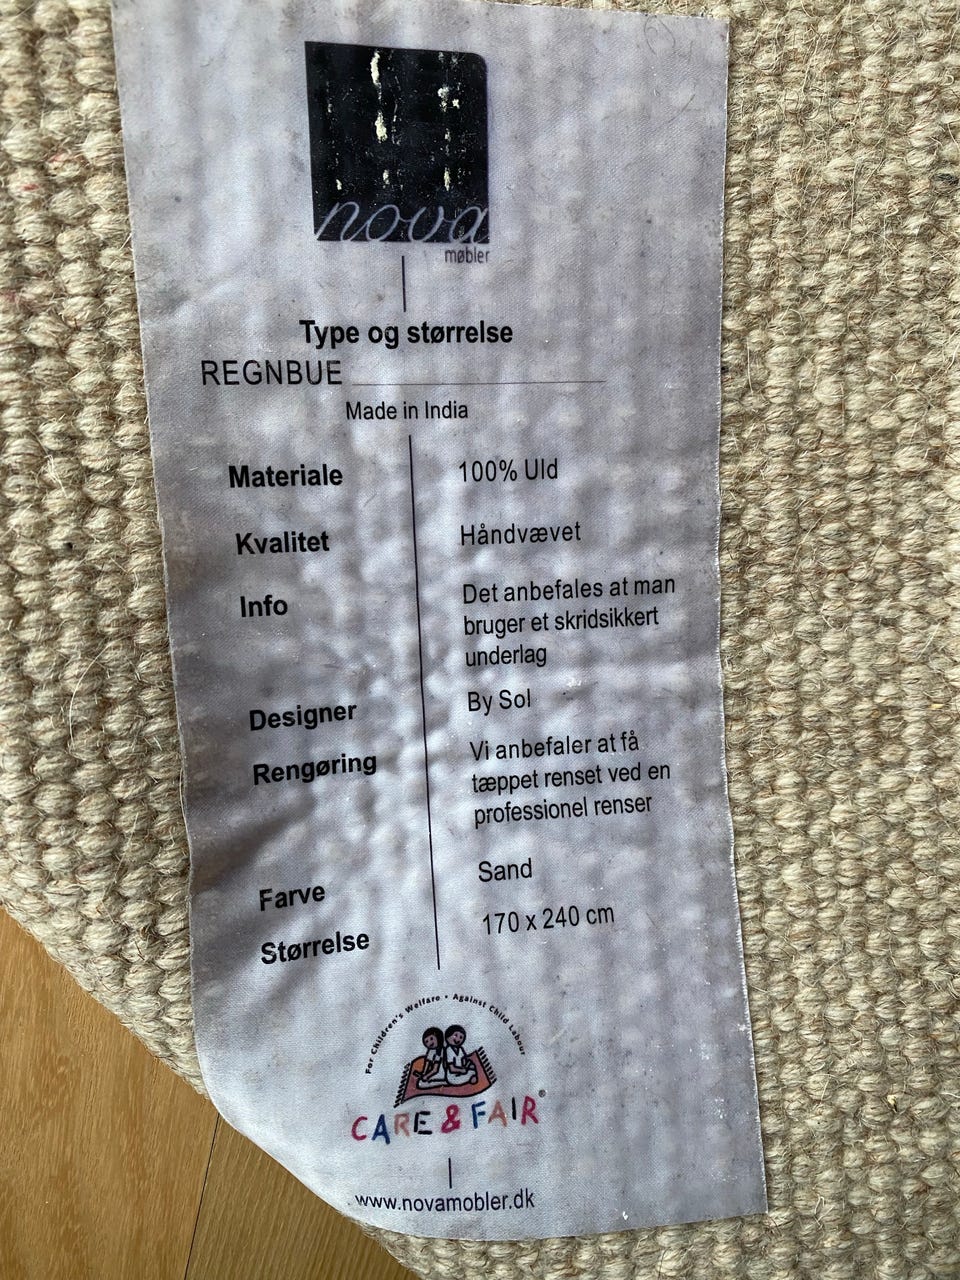 nova
møbler
Type og størrelse
REGNBUE
Made in India
Materiale 100% Uld
Kvalitet Håndvævet
Info Det anbefales at man
bruger et skridsikkert
underlag
Designer By Sol
Rengøring Vi anbefaler at få
tæppet renset ved en
professionel renser
Farve Sand
Størrelse 170 x 240 cm
For Children's Welfare • Against Child Labour
CARE & FAIR®
www.novamobler.dk